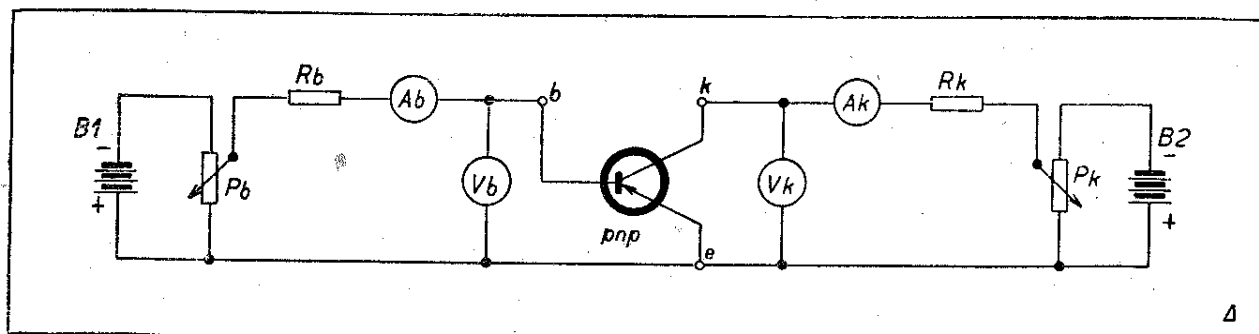 Rb
Ab
b
k
Ak
Rk
B1
-
+
Pb
Vb
pnp
e
Vk
Pk
B2
-
+
Δ